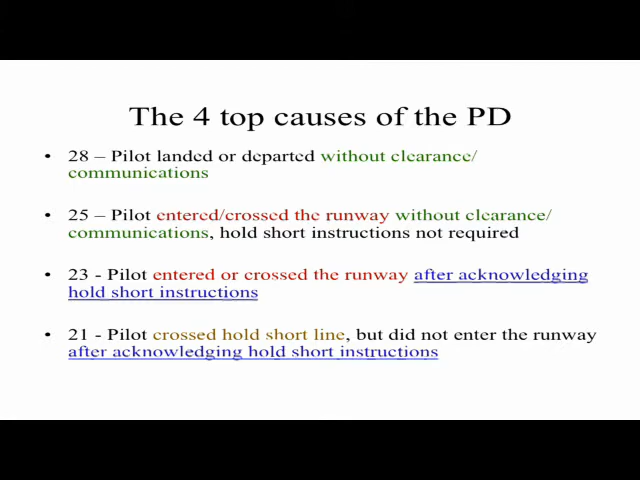 The 4 top causes of the PD
• 28 – Pilot landed or departed without clearance/
communications
• 25 – Pilot entered/crossed the runway without clearance/
communications, hold short instructions not required
• 23 - Pilot entered or crossed the runway after acknowledging
hold short instructions
• 21 - Pilot crossed hold short line, but did not enter the runway
after acknowledging hold short instructions